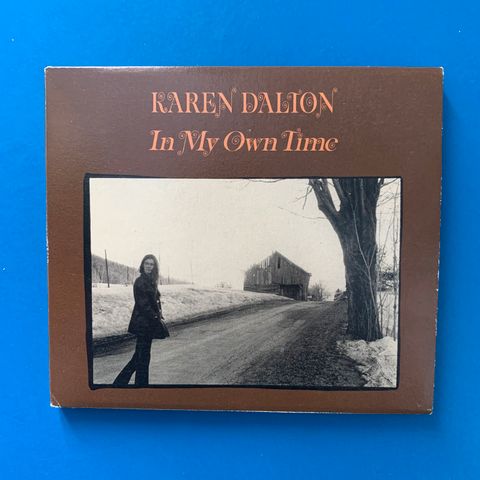 KAREN DALTON
In My Own Time